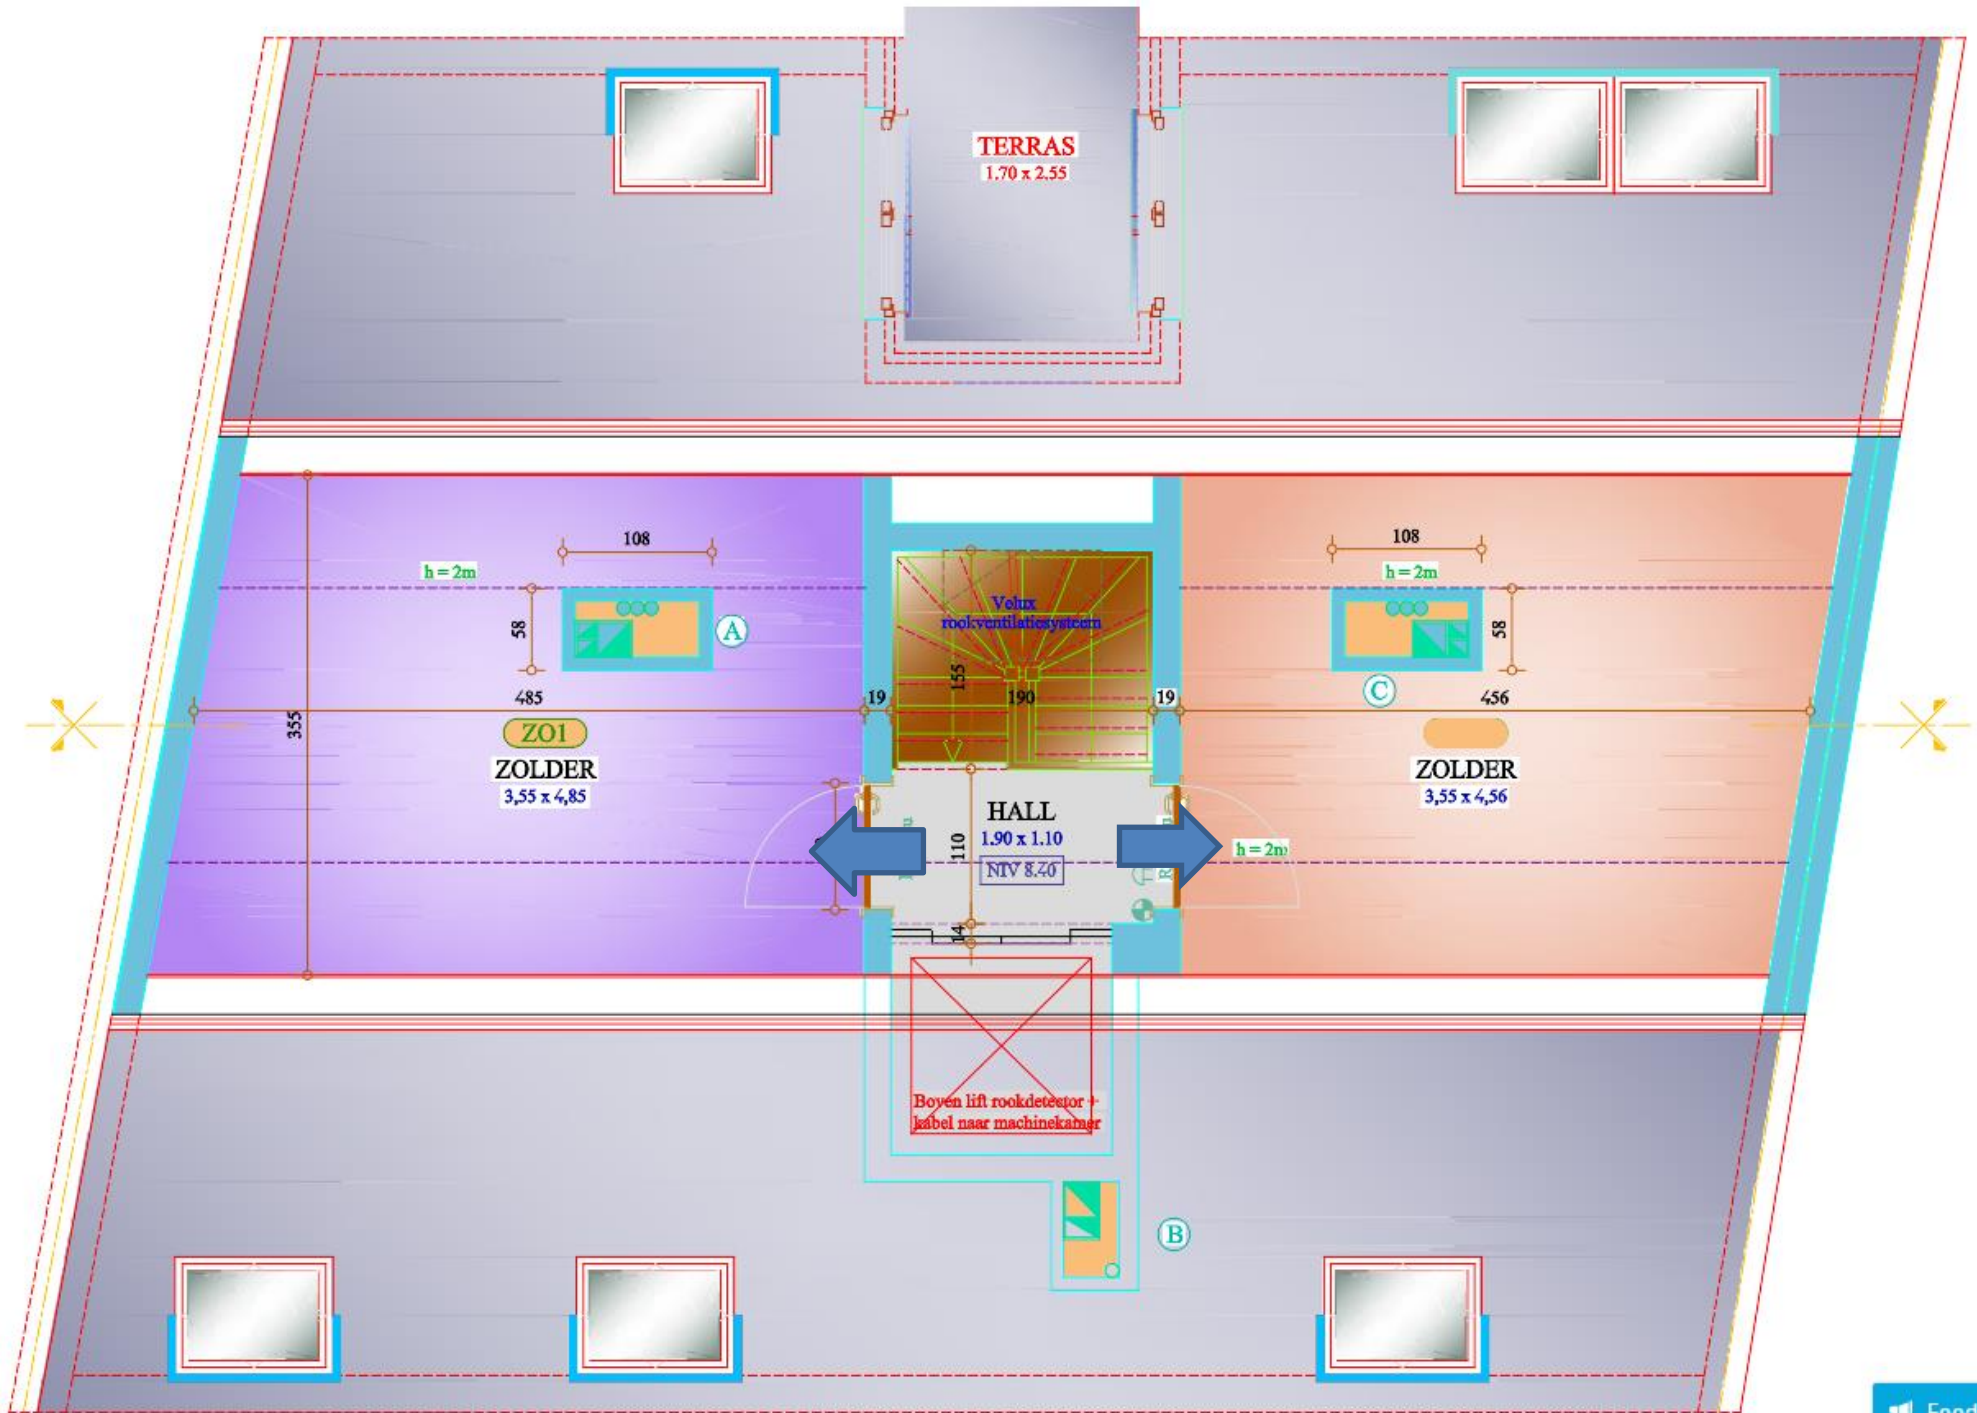 TERRAS
1.70 x 2.55
108
108
h = 2m
h = 2m
Velux
rookventilatiesysteem
58
A
58
155
C
485
19
190
19
456
355
ZO1
ZOLDER
3,55 x 4,85
ZOLDER
3,55 x 4,56
HALL
1.90 x 1.10
110
NIV 8.40
14
Boven lift rookdetector +
kabel naar machinekamer
B